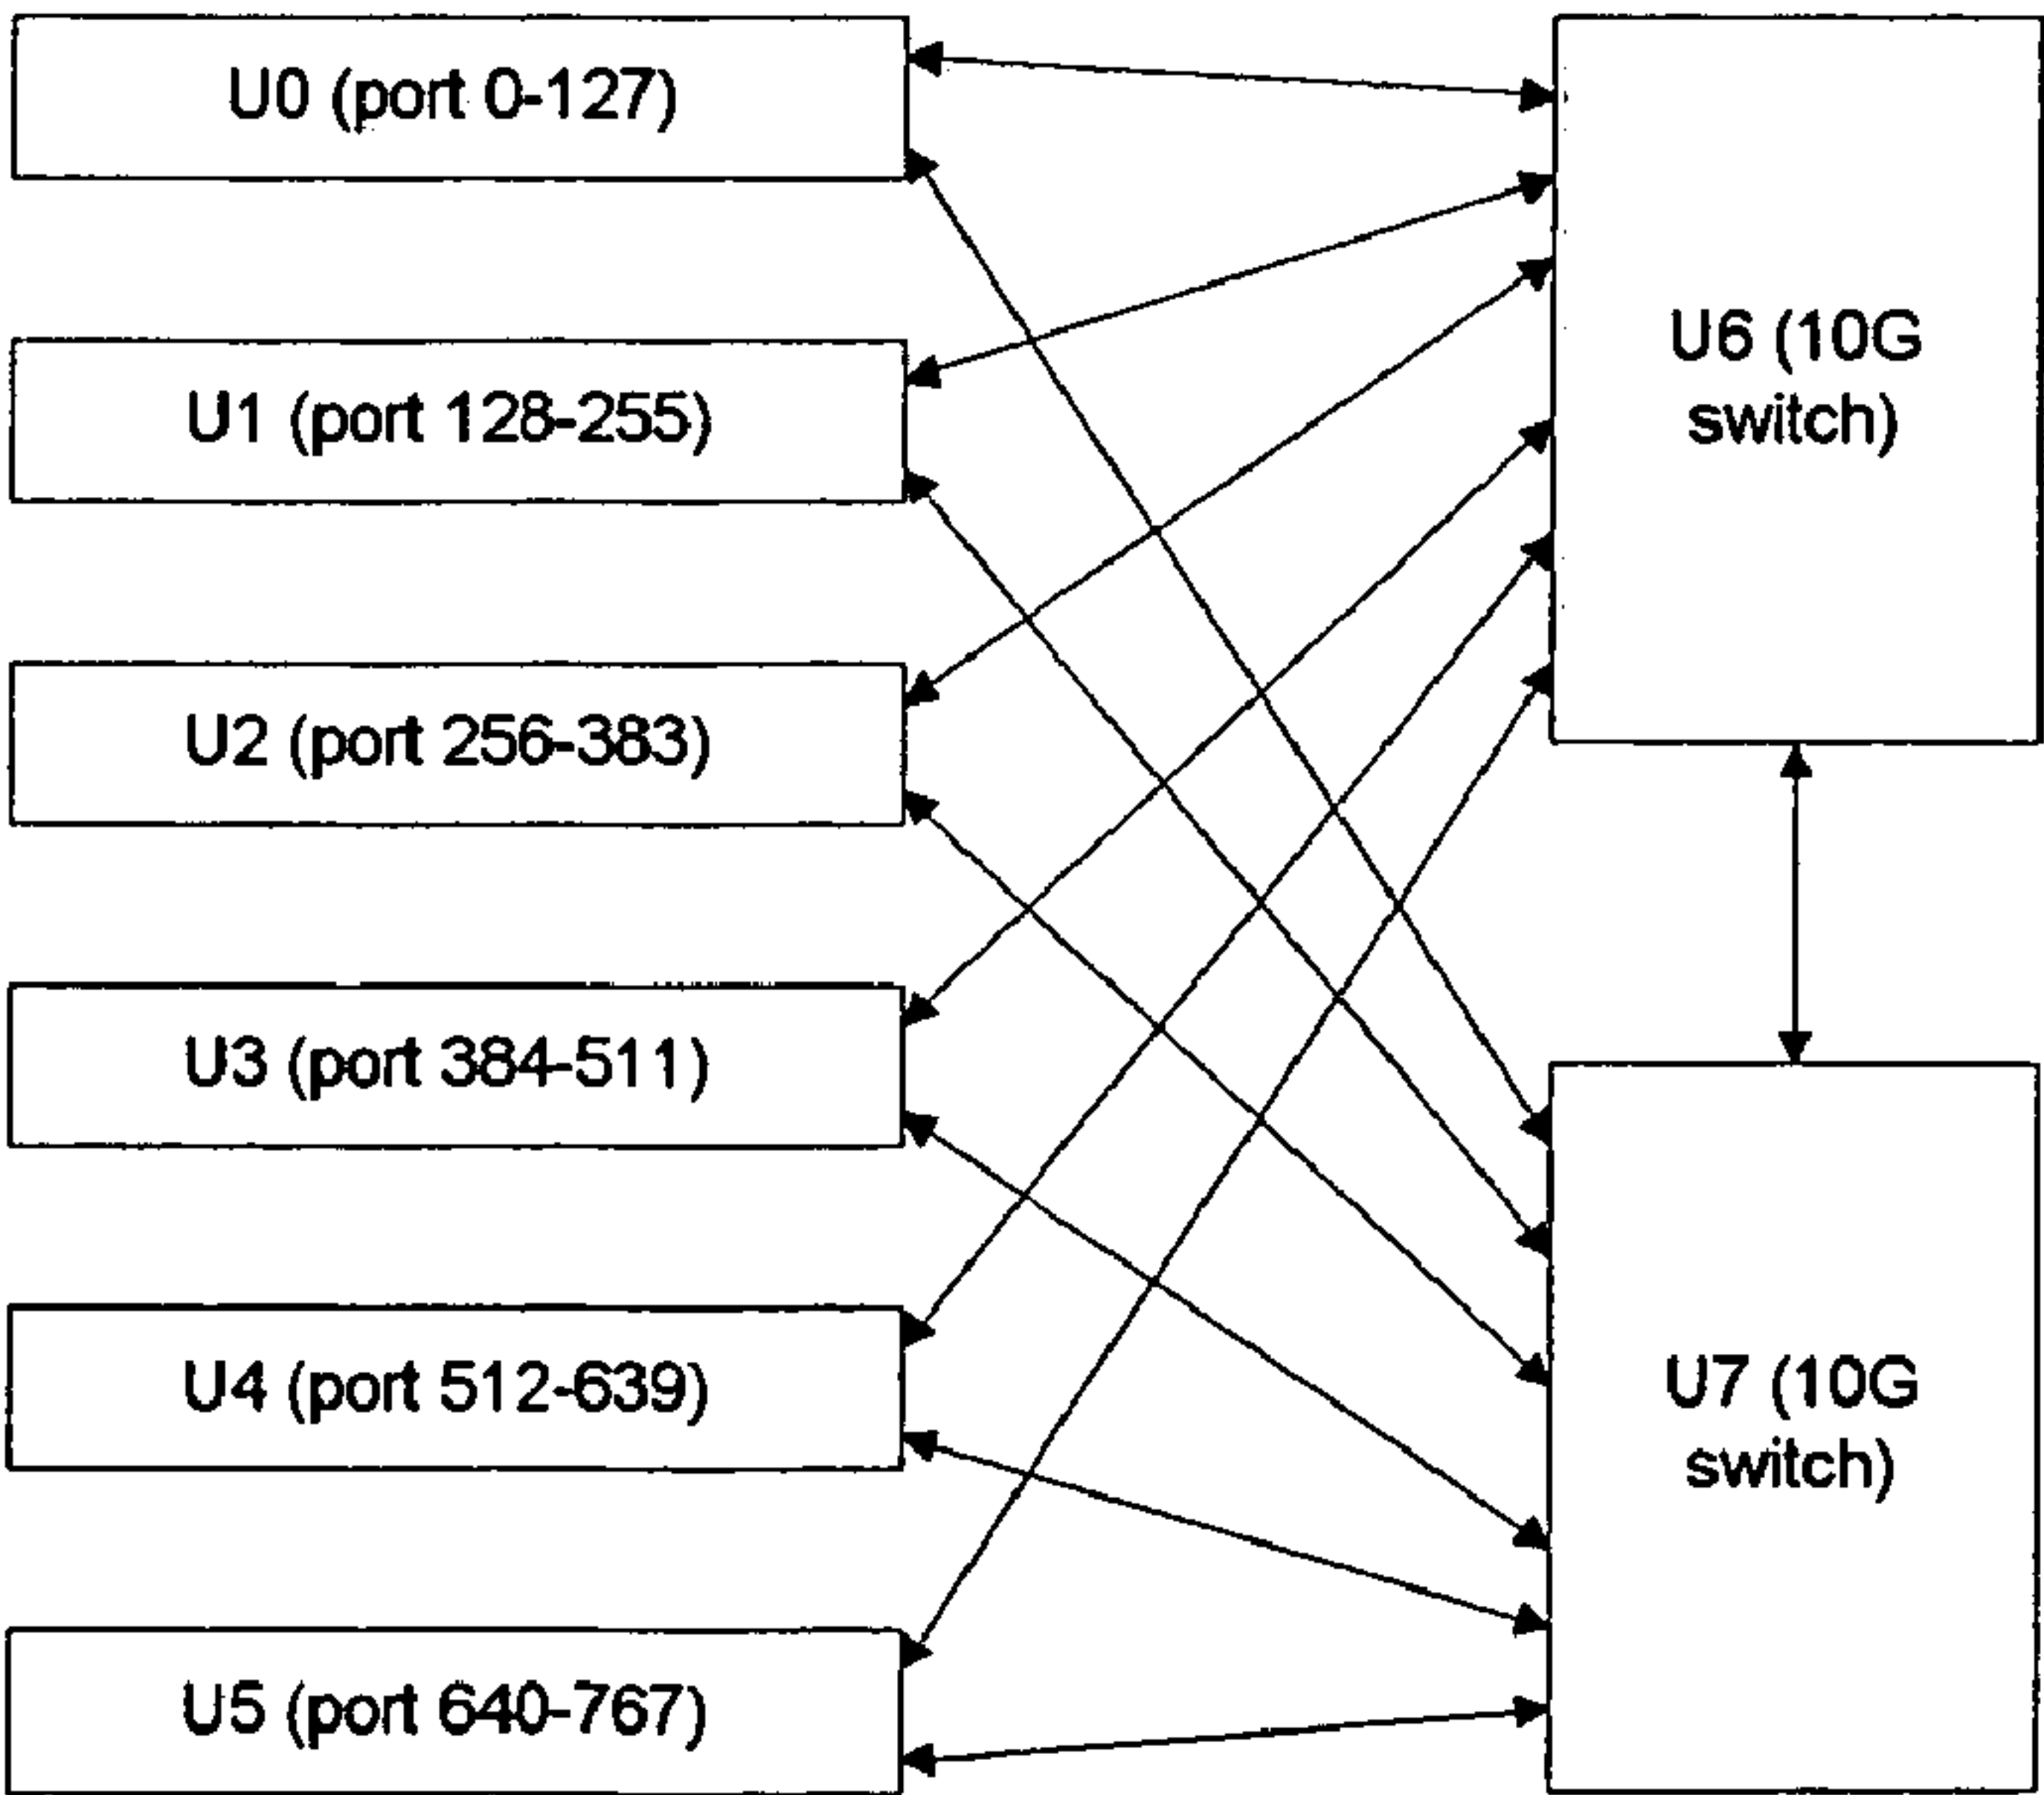 U0 (port 0-127)
U1 (port 128-255)
U2 (port 256-383)
U3 (port 384-511)
U4 (port 512-639)
U5 (port 640-767)
U6 (10G
switch)
U7 (10G
switch)